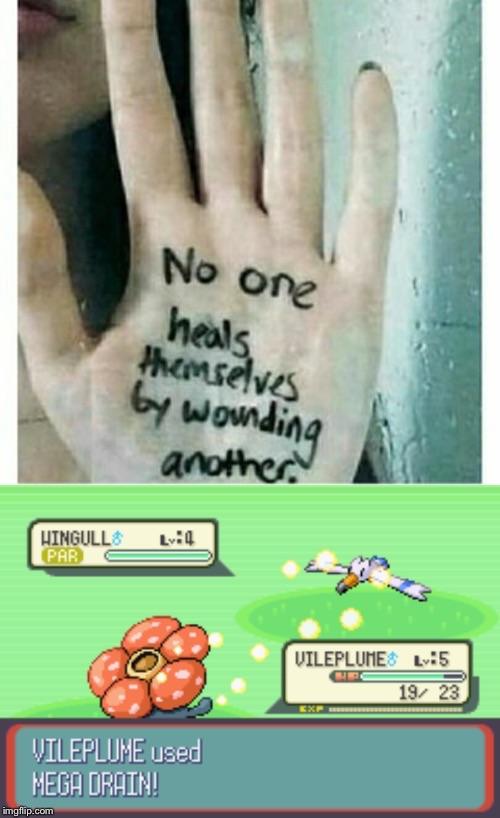 No one
heals
themselves
by wounding
another.
WINGULL♂ Lv:4
PAR
VILEPLUME♂ Lv:5
HP
19/ 23
EXP
VILEPLUME used
MEGA DRAIN!
imgflip.com